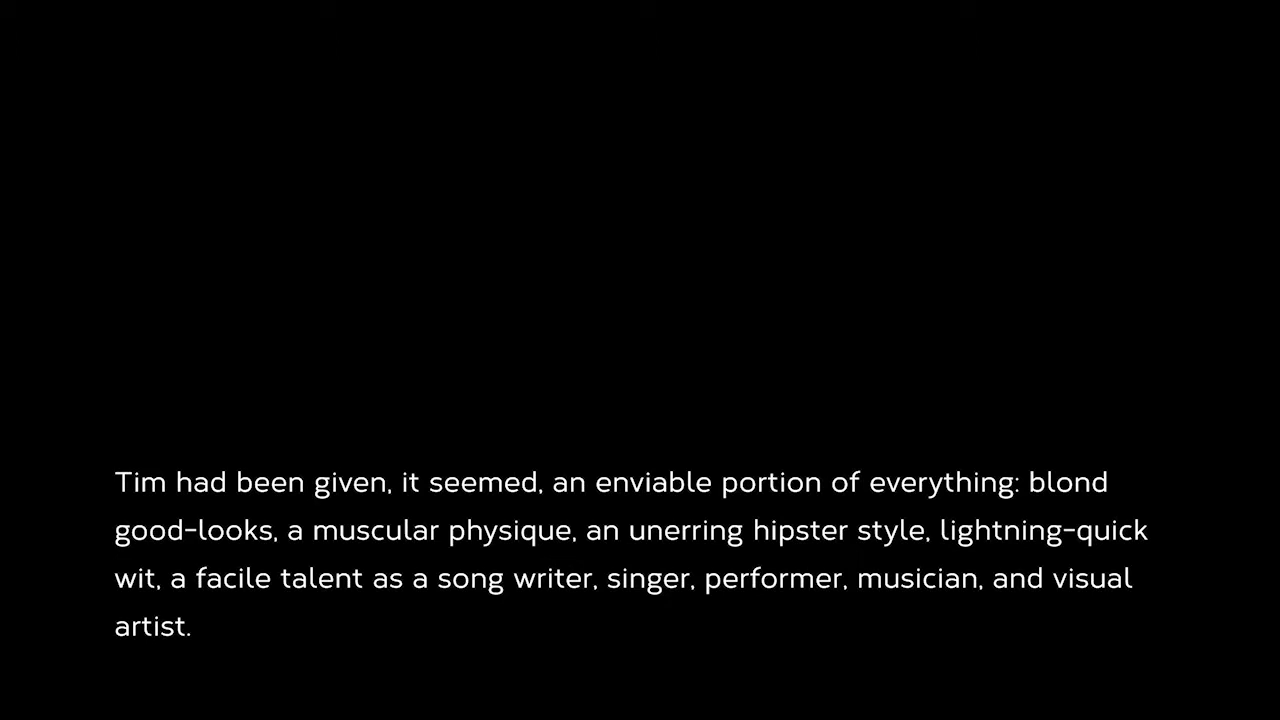 Tim had been given, it seemed, an enviable portion of everything: blond
good-looks, a muscular physique, an unerring hipster style, lightning-quick
wit, a facile talent as a song writer, singer, performer, musician, and visual
artist.